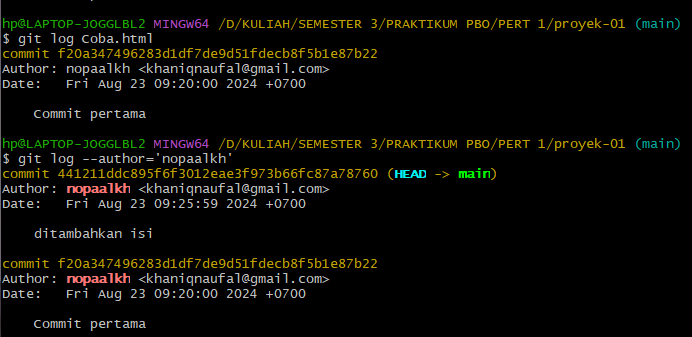 hp@LAPTOP-JOGGLBL2 MINGW64 /D/KULIAH/SEMESTER 3/PRAKTIKUM PBO/PERT 1/proyek-01 (main)
$ git log Coba.html
commit f20a347496283d1df7de9d51fdecb8f5b1e87b22
Author: nopaalkh <khaniqnaufal@gmail.com>
Date:   Fri Aug 23 09:20:00 2024 +0700
    Commit pertama
hp@LAPTOP-JOGGLBL2 MINGW64 /D/KULIAH/SEMESTER 3/PRAKTIKUM PBO/PERT 1/proyek-01 (main)
$ git log --author='nopaalkh'
commit 441211ddc895f6f3012eae3f973b66fc87a78760 (HEAD -> main)
Author: nopaalkh <khaniqnaufal@gmail.com>
Date:   Fri Aug 23 09:25:59 2024 +0700
    ditambahkan isi
commit f20a347496283d1df7de9d51fdecb8f5b1e87b22
Author: nopaalkh <khaniqnaufal@gmail.com>
Date:   Fri Aug 23 09:20:00 2024 +0700
    Commit pertama